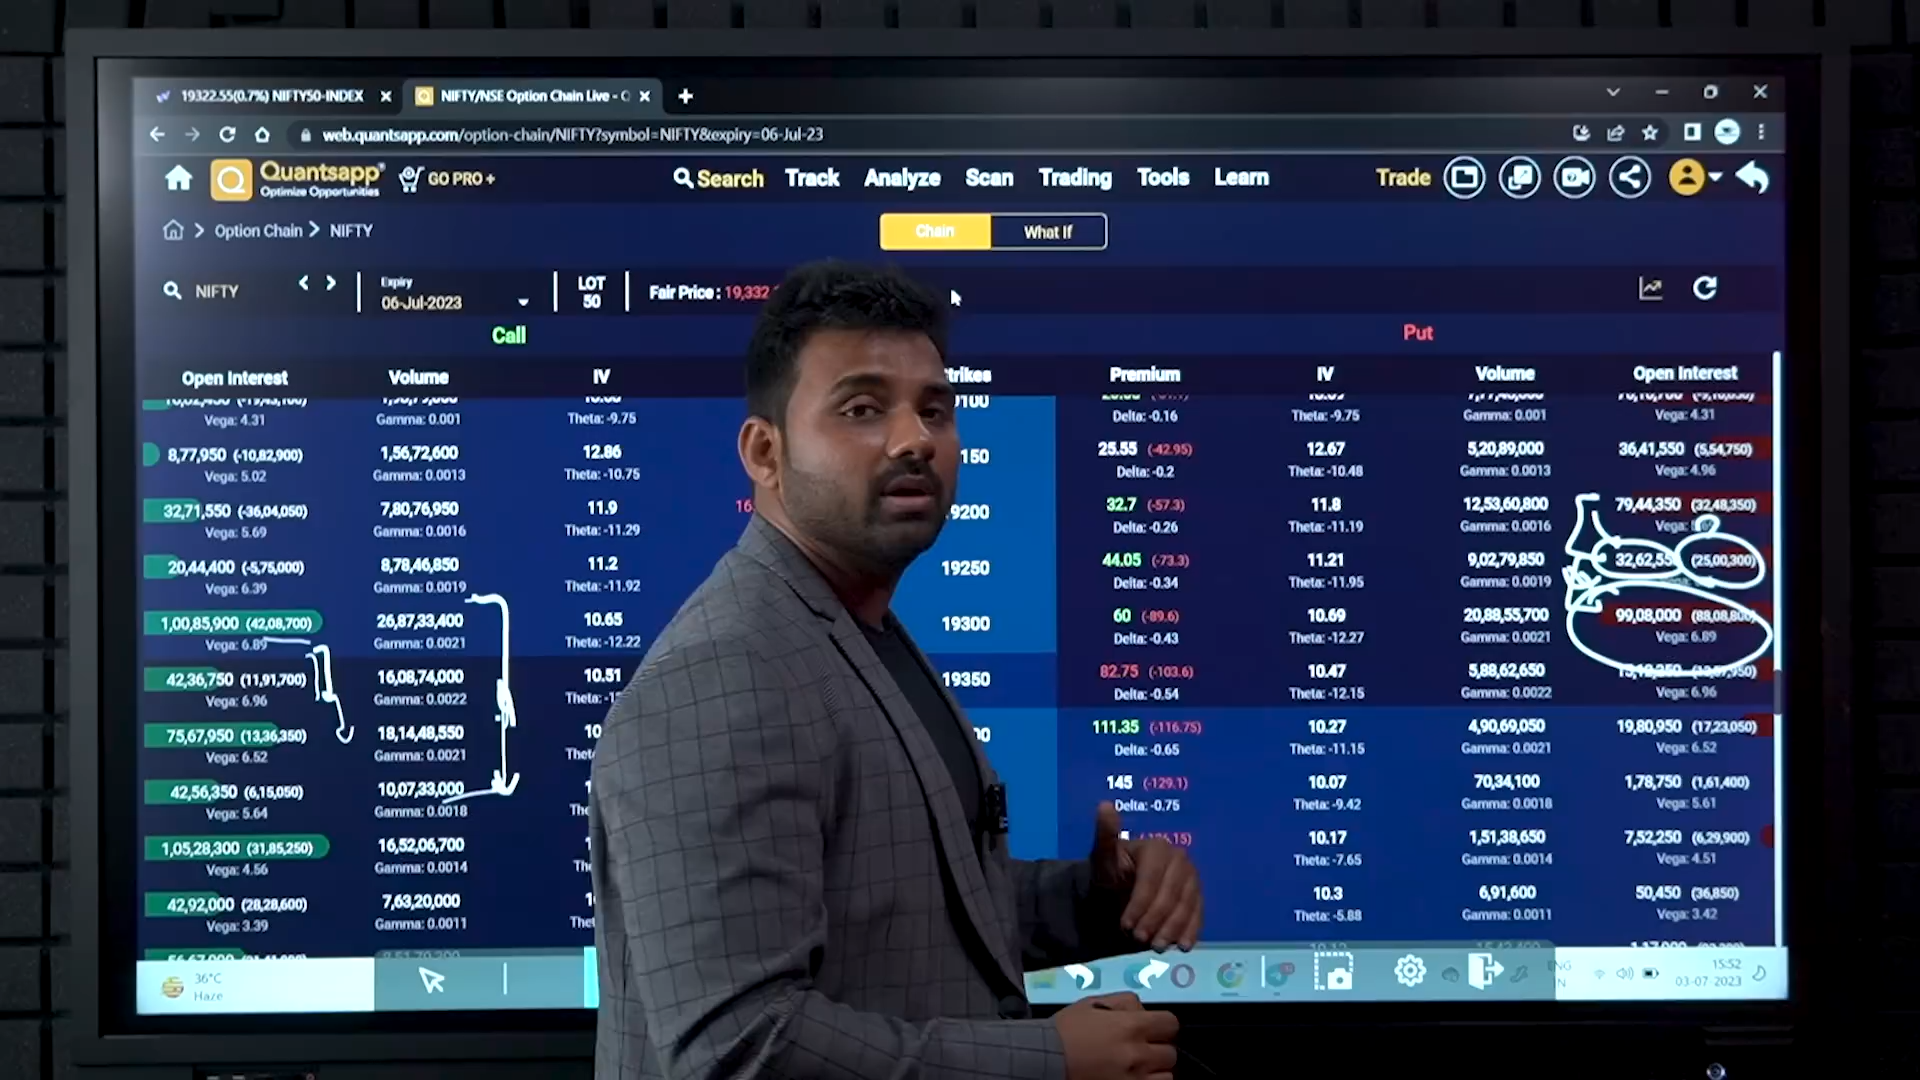 19322.55(0.7%) NIFTY50-INDEX
NIFTY/NSE Option Chain Live -
web.quantsapp.com/option-chain/NIFTY?symbol=NIFTY&expiry=06-Jul-23
Quantsapp
Optimize Opportunities
GO PRO +
Search Track Analyze Scan Trading Tools Learn
Trade
Option Chain > NIFTY
Chain What If
NIFTY
Expiry
06-Jul-2023
LOT
50
Fair Price : 19,332
Call Put
Open Interest Volume IV trikes Premium IV Volume Open Interest
Vega: 4.31 Gamma: 0.001 Theta: -9.75 Delta: -0.16 Theta: -9.75 Gamma: 0.001 Vega: 4.31
8,77,950 (-10,82,900) 1,56,72,600 12.86 150 25.55 (-42.95) 12.67 5,20,89,000 36,41,550 (5,54,750)
Vega: 5.02 Gamma: 0.0013 Theta: -10.75 Delta: -0.2 Theta: -10.48 Gamma: 0.0013 Vega: 4.96
32,71,550 (-36,04,050) 7,80,76,950 11.9 16 9200 32.7 (-57.3) 11.8 12,53,60,800 79,44,350 (32,48,350)
Vega: 5.69 Gamma: 0.0016 Theta: -11.29 Delta: -0.26 Theta: -11.19 Gamma: 0.0016 Vega:
20,44,400 (-5,75,000) 8,78,46,850 11.2 19250 44.05 (-73.3) 11.21 9,02,79,850 32,62,55 (25,00,300)
Vega: 6.39 Gamma: 0.0019 Theta: -11.92 Delta: -0.34 Theta: -11.95 Gamma: 0.0019
1,00,85,900 (42,08,700) 26,87,33,400 10.65 19300 60 (-89.6) 10.69 20,88,55,700 99,08,000 (88,08,800)
Vega: 6.89 Gamma: 0.0021 Theta: -12.22 Delta: -0.43 Theta: -12.27 Gamma: 0.0021 Vega: 6.89
42,36,750 (11,91,700) 16,08,74,000 10.51 19350 82.75 (-103.6) 10.47 5,88,62,650
Vega: 6.96 Gamma: 0.0022 Theta: -1 Delta: -0.54 Theta: -12.15 Gamma: 0.0022 Vega: 6.96
75,67,950 (13,36,350) 18,14,48,550 10 00 111.35 (-116.75) 10.27 4,90,69,050 19,80,950 (17,23,050)
Vega: 6.52 Gamma: 0.0021 Thet Delta: -0.65 Theta: -11.15 Gamma: 0.0021 Vega: 6.52
42,56,350 (6,15,050) 10,07,33,000 145 (-129.1) 10.07 70,34,100 1,78,750 (1,61,400)
Vega: 5.64 Gamma: 0.0018 The Delta: -0.75 Theta: -9.42 Gamma: 0.0018 Vega: 5.61
1,05,28,300 (31,85,250) 16,52,06,700 10.17 1,51,38,650 7,52,250 (6,29,900)
Vega: 4.56 Gamma: 0.0014 Th Theta: -7.65 Gamma: 0.0014 Vega: 4.51
42,92,000 (28,28,600) 7,63,20,000 10.3 6,91,600 50,450 (36,850)
Vega: 3.39 Gamma: 0.0011 Thet Theta: -5.88 Gamma: 0.0011 Vega: 3.42
36°C
Haze
15:52
03-07-2023